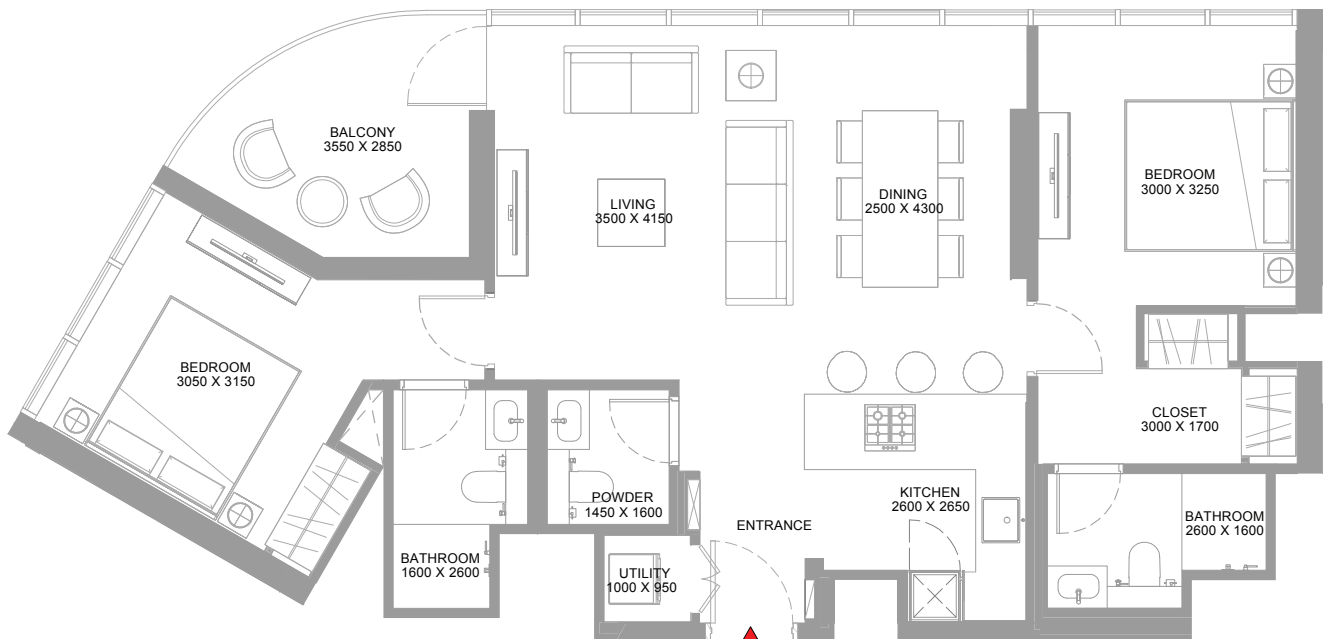 BALCONY
3550 X 2850
LIVING
3500 X 4150
DINING
2500 X 4300
BEDROOM
3000 X 3250
BEDROOM
3050 X 3150
CLOSET
3000 X 1700
POWDER
1450 X 1600
KITCHEN
2600 X 2650
ENTRANCE
BATHROOM
2600 X 1600
BATHROOM
1600 X 2600
UTILITY
1000 X 950